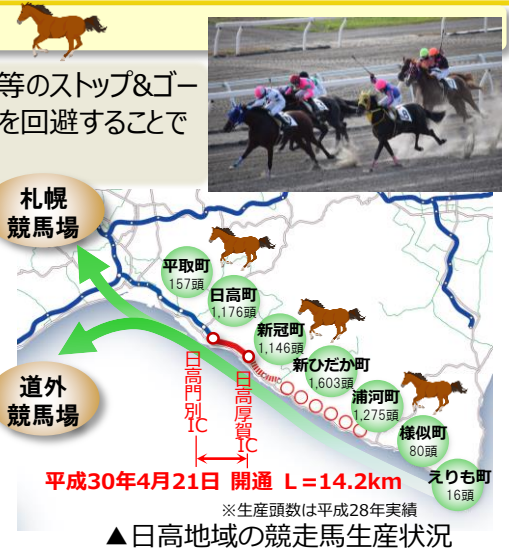 等のストップ&ゴー
を回避することで
札幌
競馬場
平取町
157頭
日高町
1,176頭
新冠町
1,146頭
新ひだか町
1,603頭
浦河町
1,275頭
様似町
80頭
えりも町
16頭
道外
競馬場
日高門別IC
日高厚賀IC
平成30年4月21日 開通 L=14.2km
※生産頭数は平成28年実績
▲日高地域の競走馬生産状況